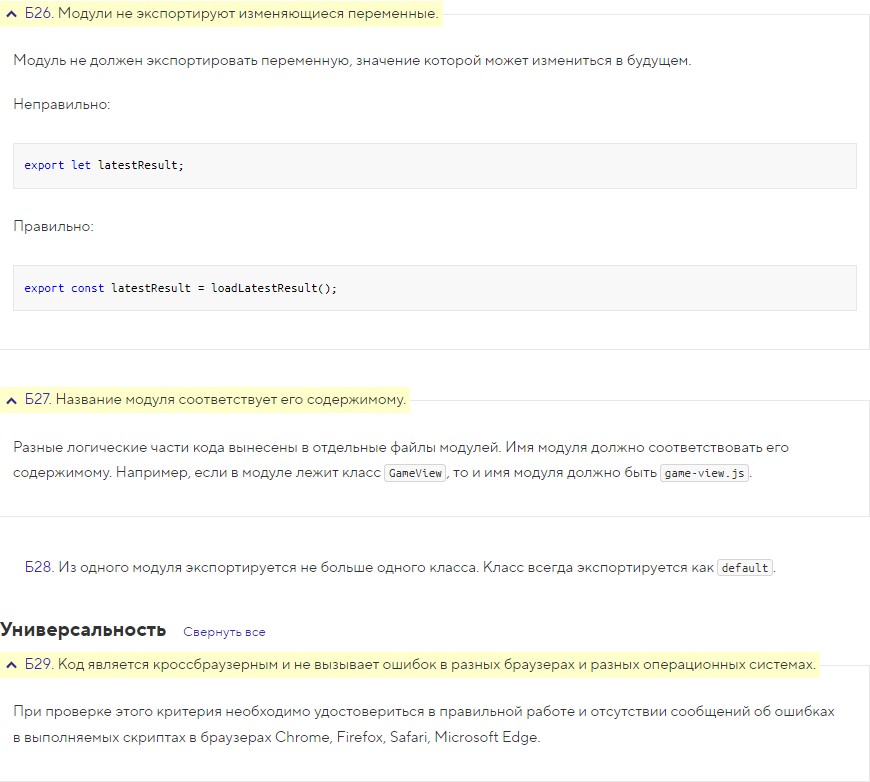 Б26. Модули не экспортируют изменяющиеся переменные.
Модуль не должен экспортировать переменную, значение которой может измениться в будущем.
Неправильно:
export let latestResult;
Правильно:
export const latestResult = loadLatestResult();
Б27. Название модуля соответствует его содержимому.
Разные логические части кода вынесены в отдельные файлы модулей. Имя модуля должно соответствовать его
содержимому. Например, если в модуле лежит класс GameView, то и имя модуля должно быть game-view.js.
Б28. Из одного модуля экспортируется не больше одного класса. Класс всегда экспортируется как default.
Универсальность Свернуть все
Б29. Код является кроссбраузерным и не вызывает ошибок в разных браузерах и разных операционных системах.
При проверке этого критерия необходимо удостовериться в правильной работе и отсутствии сообщений об ошибках
в выполняемых скриптах в браузерах Chrome, Firefox, Safari, Microsoft Edge.